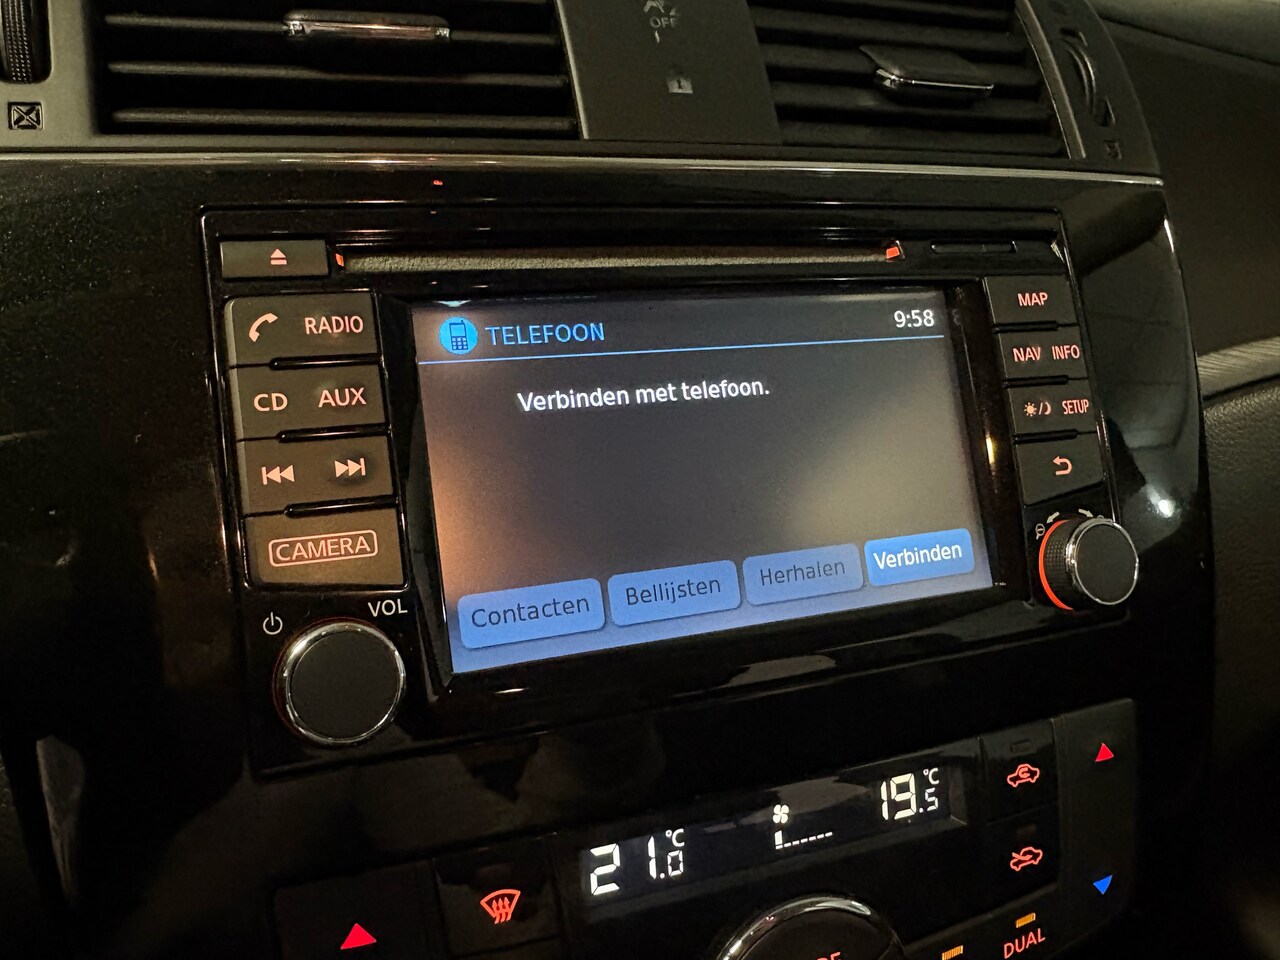 OFF
TELEFOON
9:58
Verbinden met telefoon.
Contacten
Bellijsten
Herhalen
Verbinden
RADIO
CD AUX
CAMERA
VOL
MAP
NAV INFO
SETUP
21.0 °C
19.5 °C
DUAL